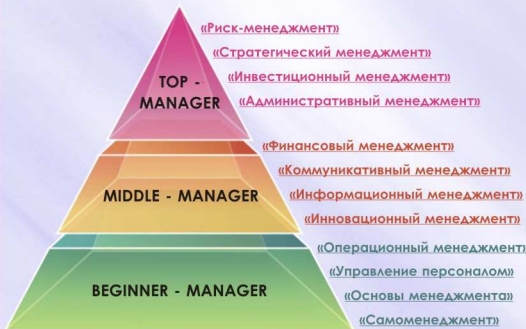 «Риск-менеджмент»
«Стратегический менеджмент»
«Инвестиционный менеджмент»
«Административный менеджмент»
TOP -
MANAGER
«Финансовый менеджмент»
«Коммуникативный менеджмент»
«Информационный менеджмент»
«Инновационный менеджмент»
MIDDLE - MANAGER
«Операционный менеджмент»
«Управление персоналом»
«Основы менеджмента»
«Самоменеджмент»
BEGINNER - MANAGER